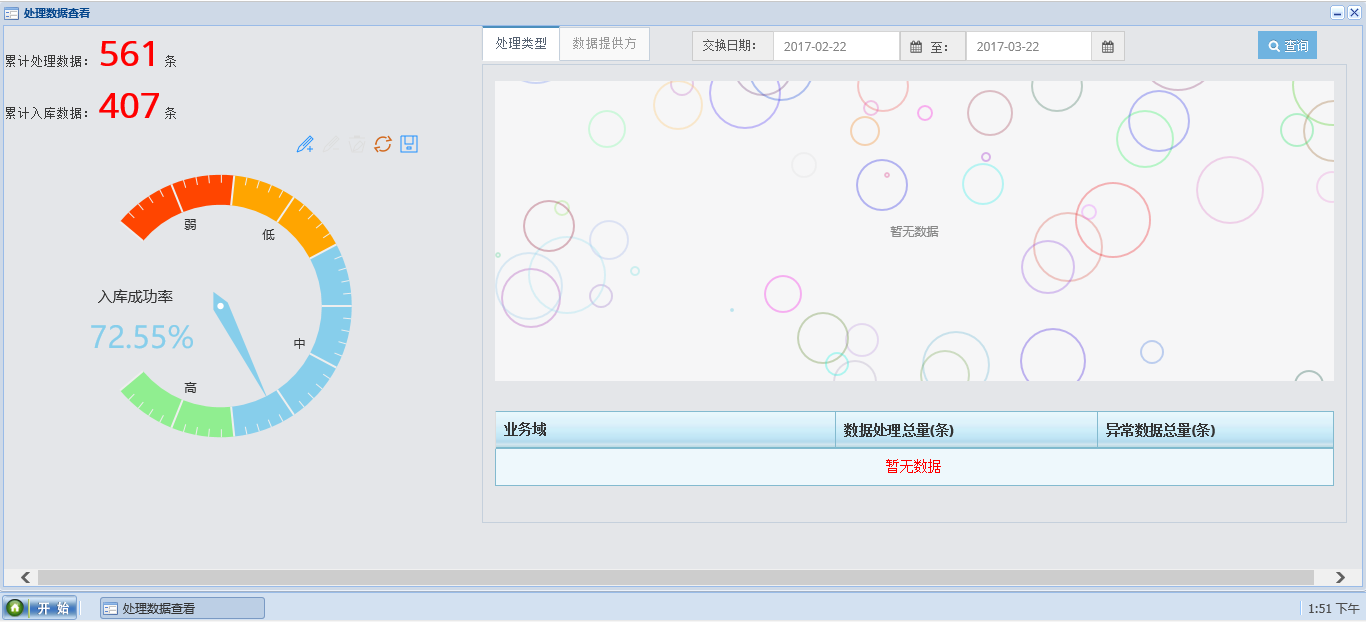 处理数据查看
累计处理数据： 561 条
累计入库数据： 407 条
弱
低
入库成功率
72.55%
中
高
处理类型 数据提供方 交换日期： 2017-02-22 至： 2017-03-22 查询
暂无数据
业务域 数据处理总量(条) 异常数据总量(条)
暂无数据
开 始 处理数据查看 1:51 下午